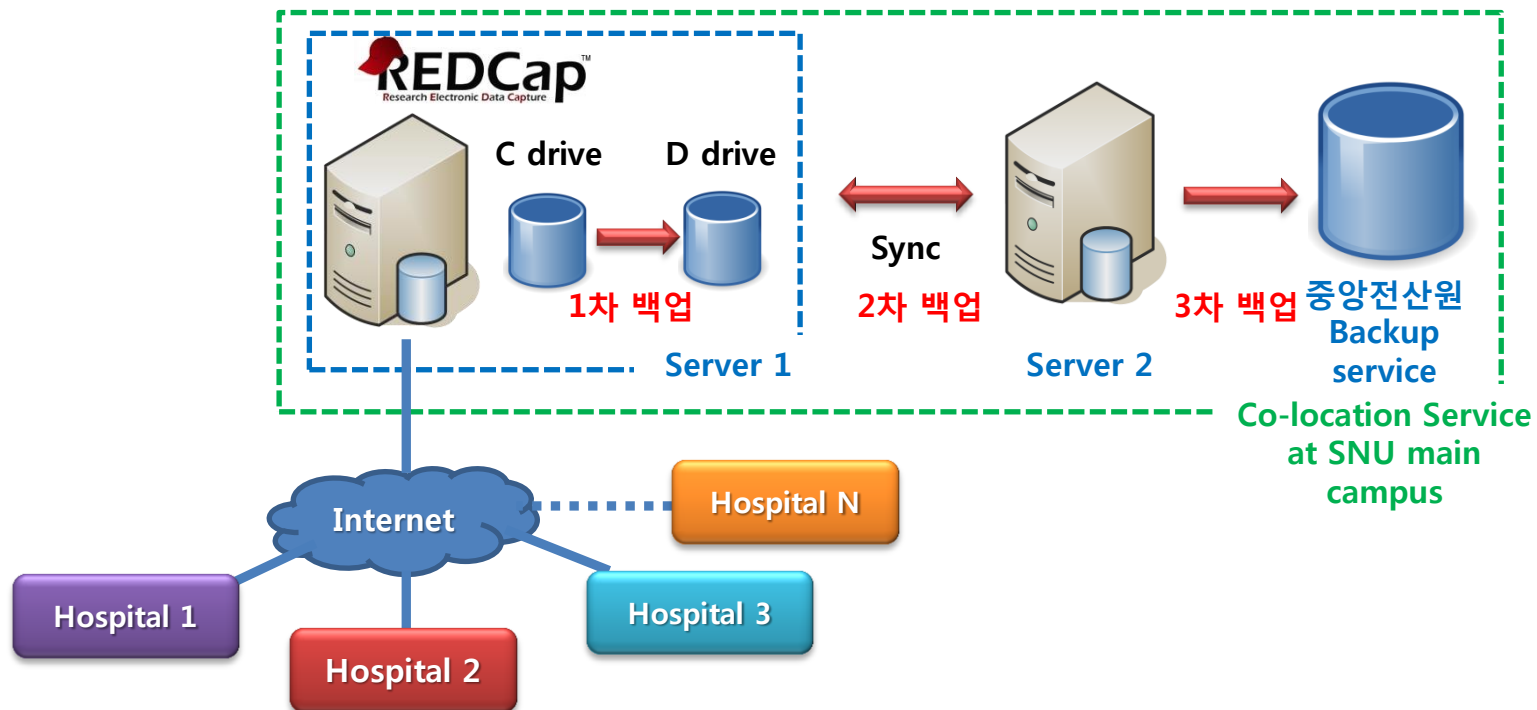 REDCap™
Research Electronic Data Capture
C drive
D drive
1차 백업
Server 1
Sync
2차 백업
Server 2
3차 백업
중앙전산원
Backup
service
Co-location Service
at SNU main
campus
Internet
Hospital N
Hospital 1
Hospital 2
Hospital 3